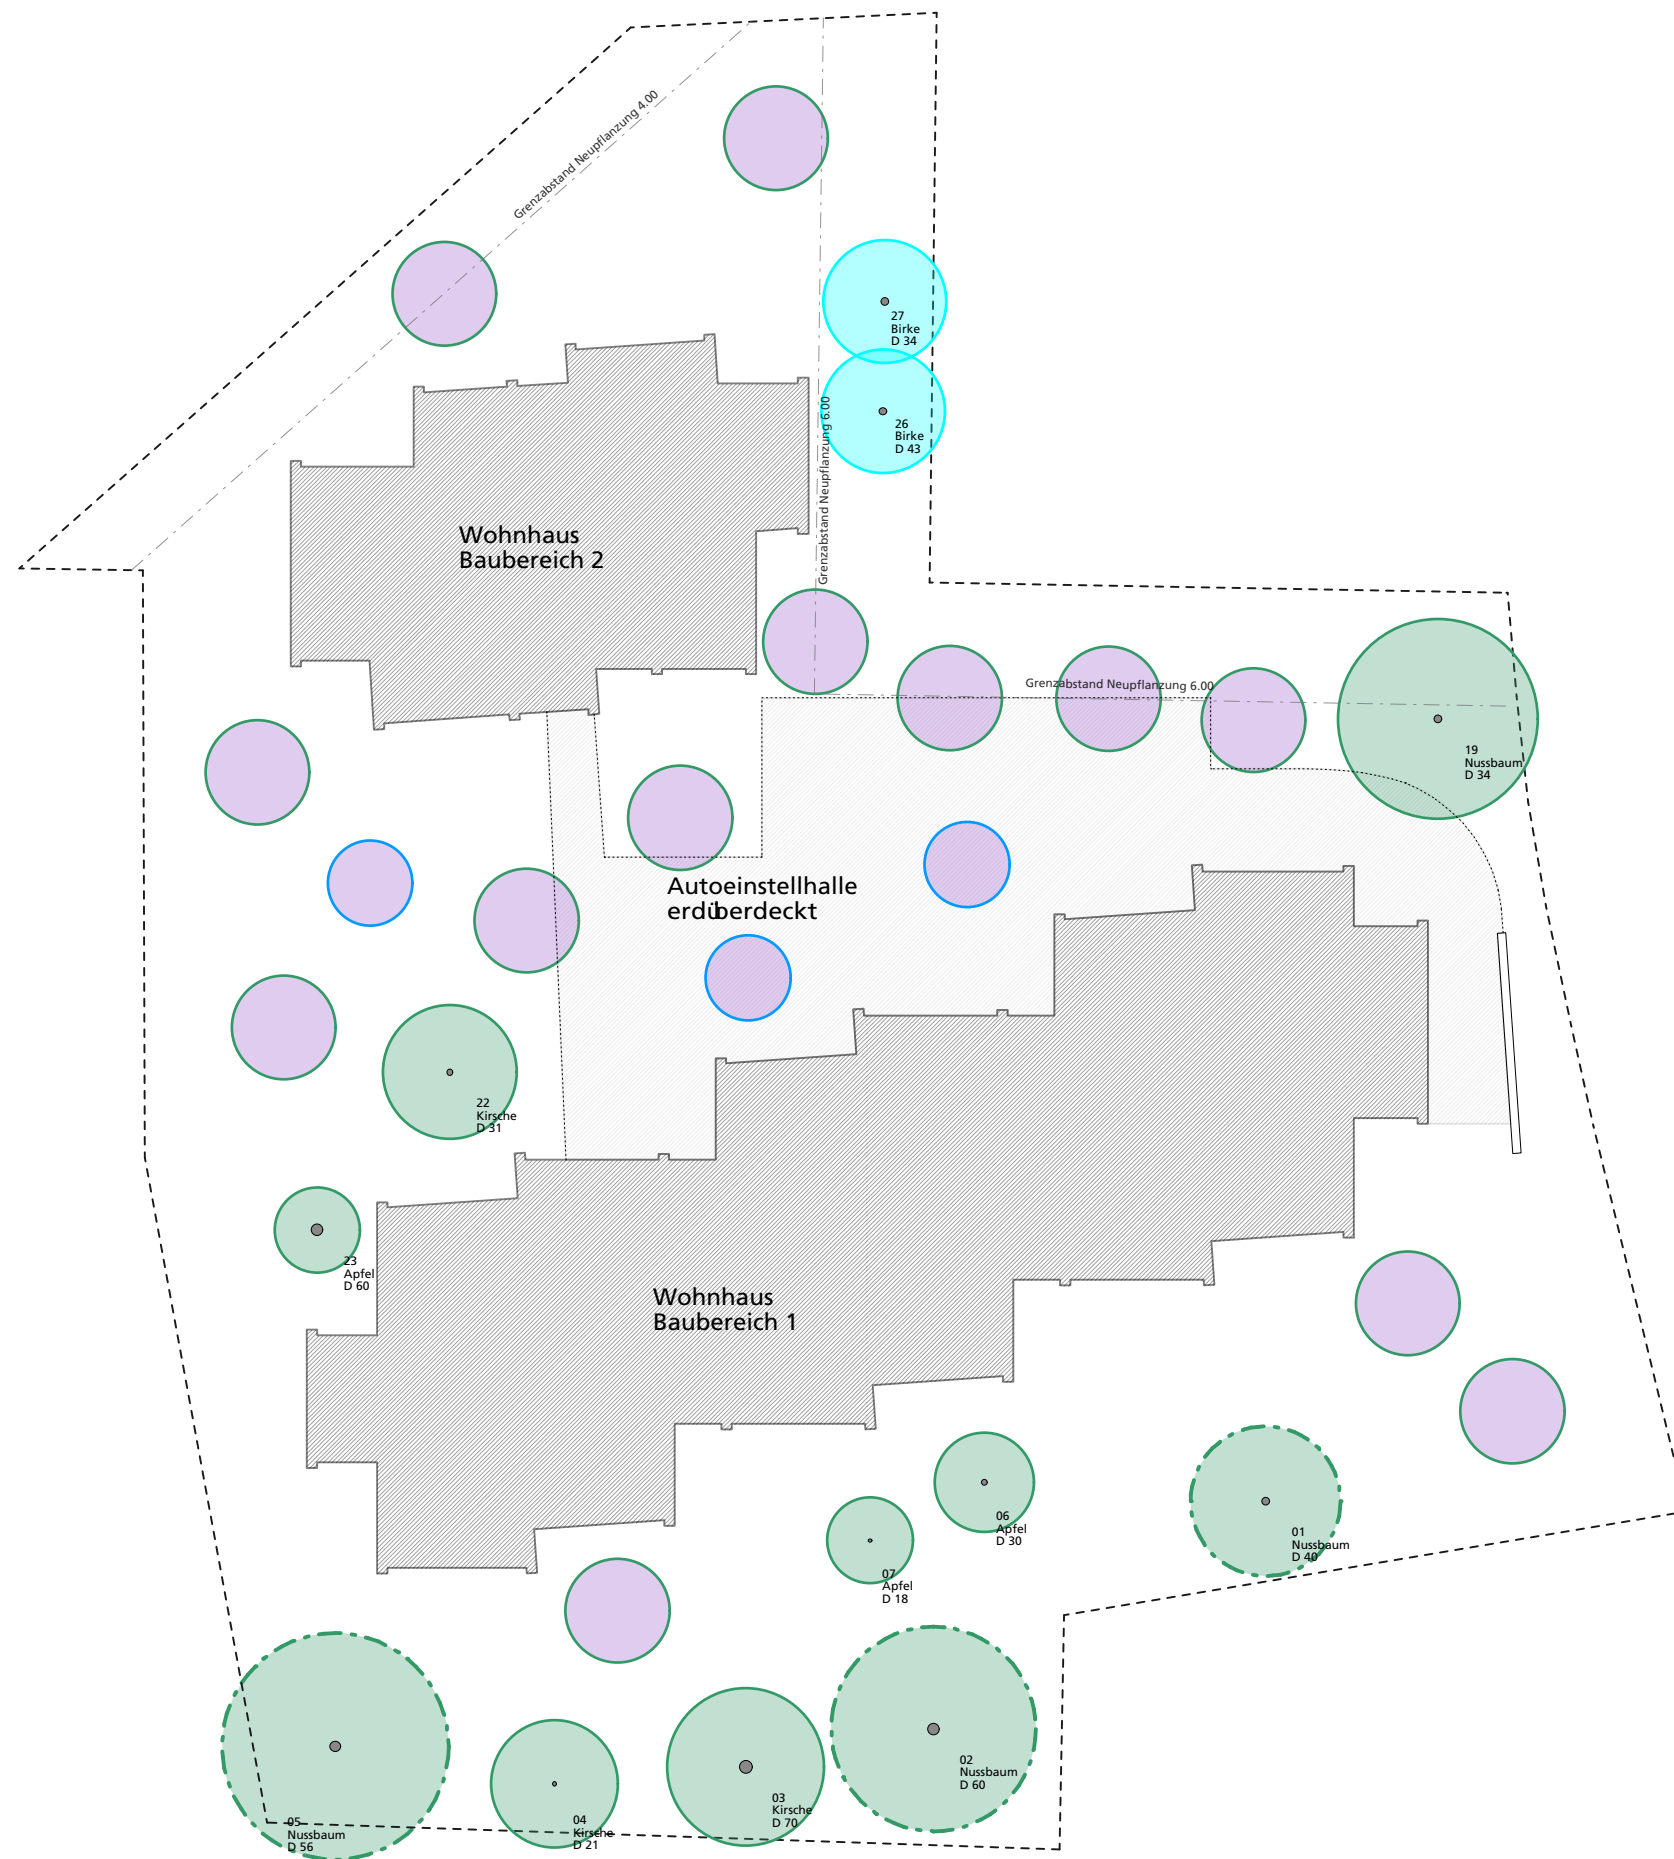 Grenzabstand Neupflanzung 4.00
27
Birke
D 34
26
Birke
D 43
Grenzabstand Neupflanzung 6.00
Wohnhaus
Baubereich 2
Grenzabstand Neupflanzung 6.00
19
Nussbaum
D 34
Autoeinstellhalle
erdüberdeckt
22
Kirsche
D 31
23
Apfel
D 60
Wohnhaus
Baubereich 1
06
Apfel
D 30
01
Nussbaum
D 40
07
Apfel
D 18
02
Nussbaum
D 60
03
Kirsche
D 70
04
Kirsche
D 21
05
Nussbaum
D 56